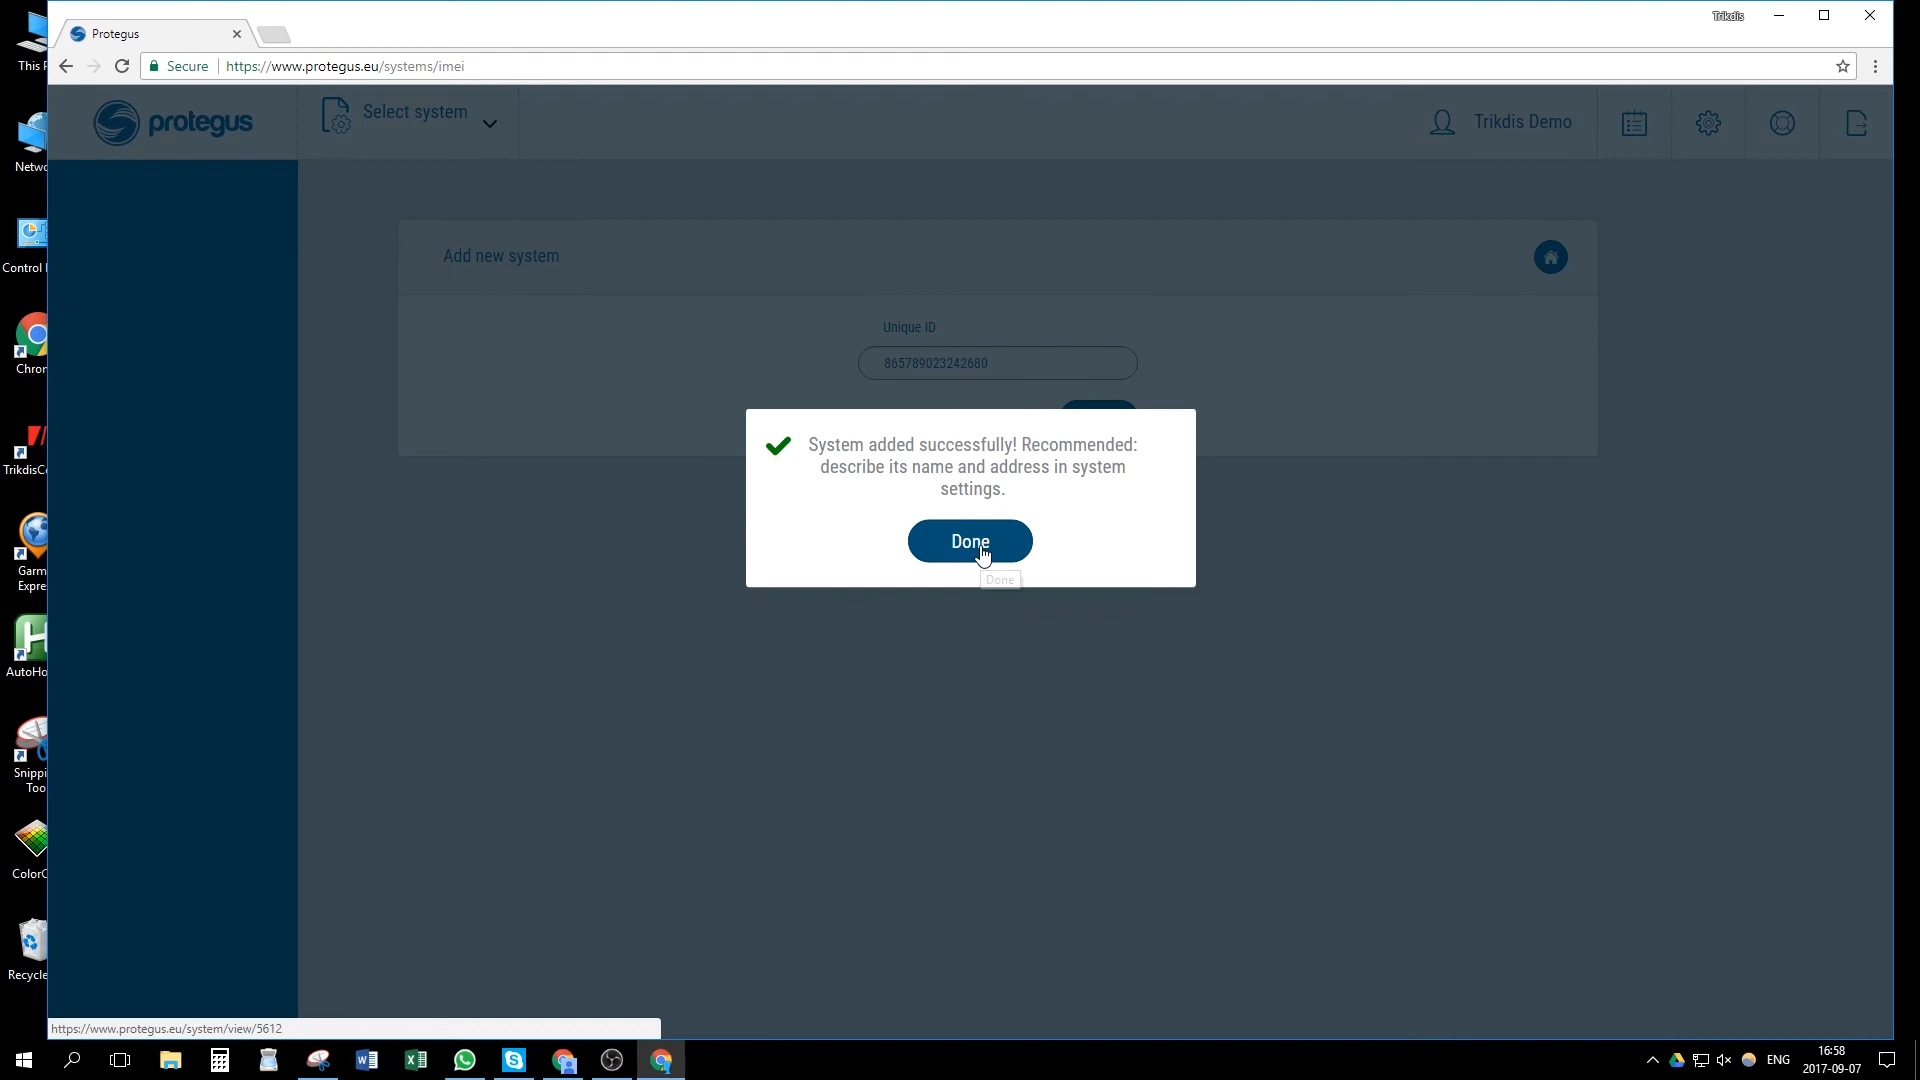 Trikdis
Protegus
Secure
https://www.protegus.eu/systems/imei
protegus
Select system
Trikdis Demo
Add new system
Unique ID
865789023242680
System added successfully! Recommended:
describe its name and address in system
settings.
Done
Done
This P
Netwo
Control
Chron
TrikdisCo
Garm
Expre
AutoHo
Snippi
Too
ColorC
Recycle
https://www.protegus.eu/system/view/5612
ENG
16:58
2017-09-07